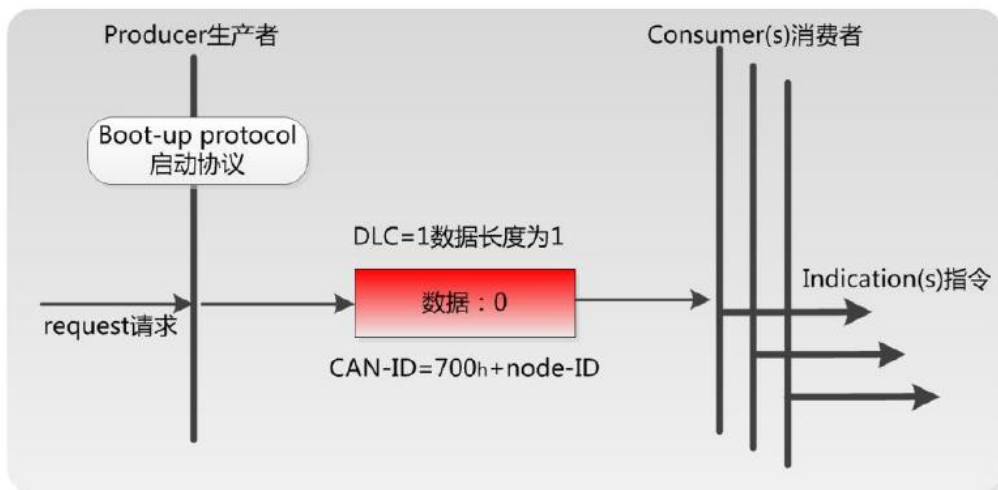 Producer生产者
Consumer(s)消费者
Boot-up protocol
启动协议
DLC=1数据长度为1
数据：0
CAN-ID=700h+node-ID
request请求
Indication(s)指令